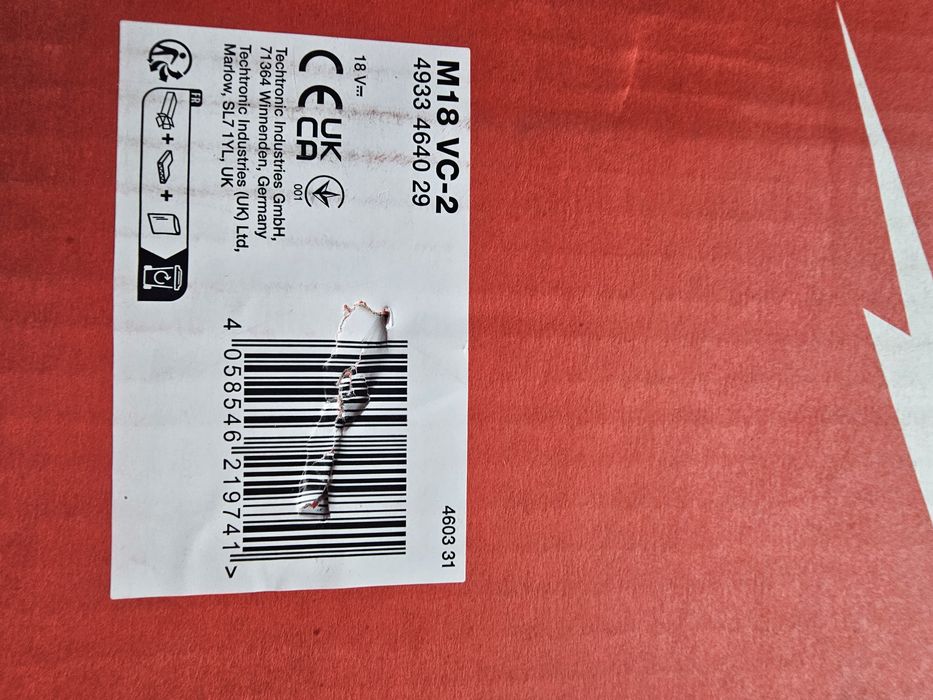 M18 VC-2
4933 4640 29
4603 31
18 V⎓
CE
UK
CA
001
Techtronic Industries GmbH,
71364 Winnenden, Germany
Techtronic Industries (UK) Ltd,
Marlow, SL7 1YL, UK
FR
+ +
4 058546 219741 >